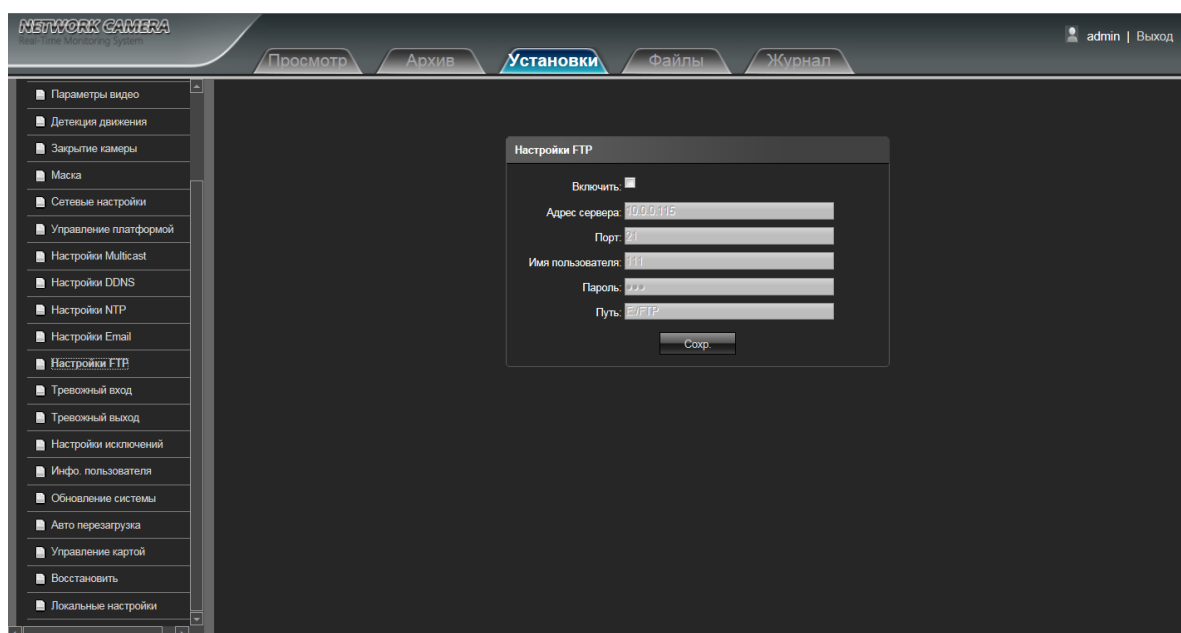 NETWORK CAMERA
Real-Time Monitoring System
admin | Выход
Просмотр Архив Установки Файлы Журнал
Параметры видео
Детекция движения
Закрытие камеры
Маска
Сетевые настройки
Управление платформой
Настройки Multicast
Настройки DDNS
Настройки NTP
Настройки Email
Настройки FTP
Тревожный вход
Тревожный выход
Настройки исключений
Инфо. пользователя
Обновление системы
Авто перезагрузка
Управление картой
Восстановить
Локальные настройки
Настройки FTP
Включить:
Адрес сервера: 10.0.0.115
Порт: 21
Имя пользователя: 111
Пароль: •••
Путь: E:/FTP
Сохр.